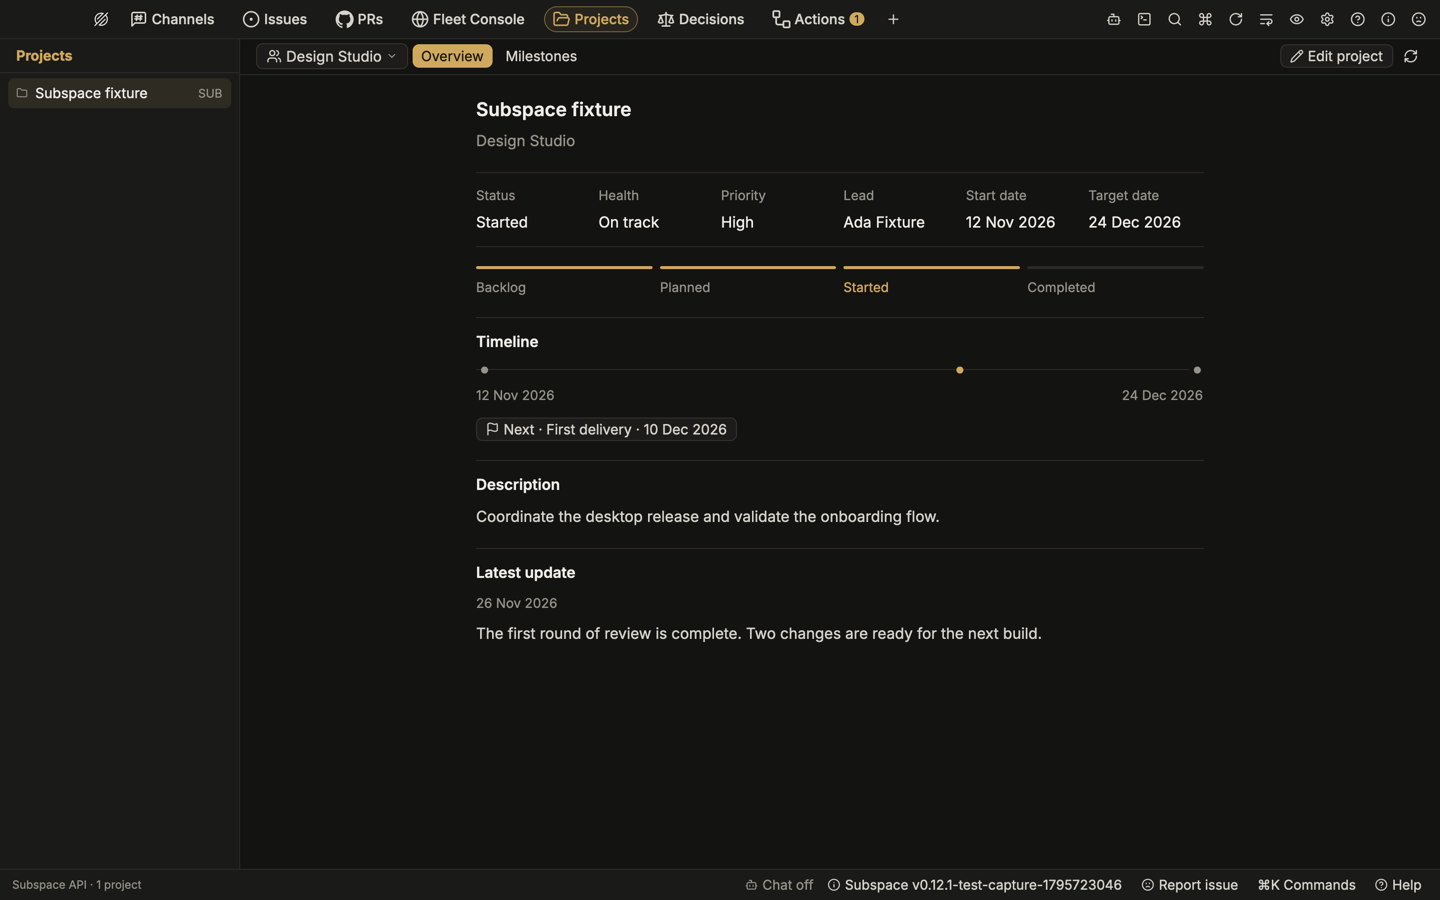 Channels Issues PRs Fleet Console Projects Decisions Actions 1
Projects
Design Studio Overview Milestones Edit project
Subspace fixture SUB
Subspace fixture
Design Studio
Status Health Priority Lead Start date Target date
Started On track High Ada Fixture 12 Nov 2026 24 Dec 2026
Backlog Planned Started Completed
Timeline
12 Nov 2026 24 Dec 2026
Next · First delivery · 10 Dec 2026
Description
Coordinate the desktop release and validate the onboarding flow.
Latest update
26 Nov 2026
The first round of review is complete. Two changes are ready for the next build.
Subspace API · 1 project Chat off Subspace v0.12.1-test-capture-1795723046 Report issue ⌘K Commands Help